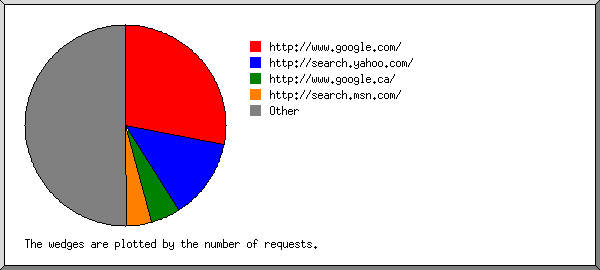 http://www.google.com/
http://search.yahoo.com/
http://www.google.ca/
http://search.msn.com/
Other
The wedges are plotted by the number of requests.